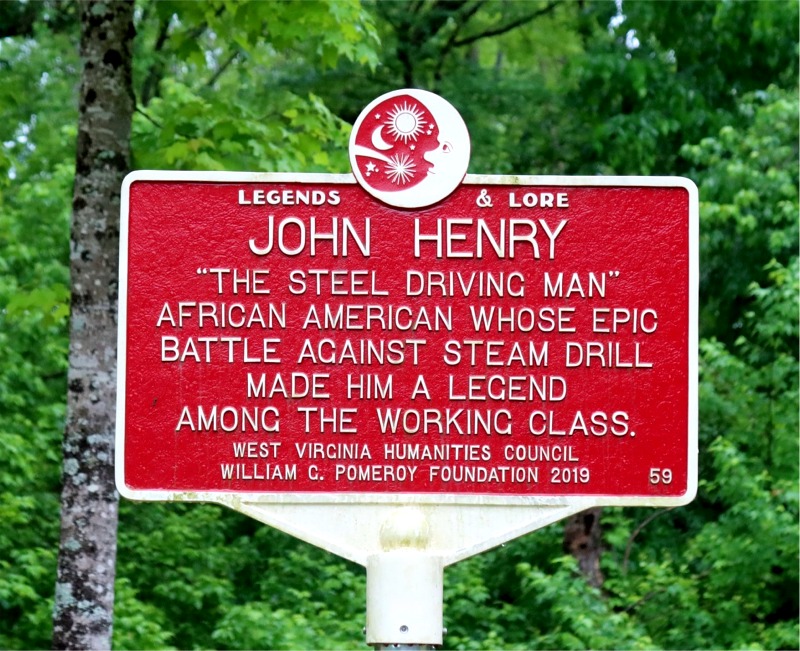 LEGENDS & LORE
JOHN HENRY
"THE STEEL DRIVING MAN"
AFRICAN AMERICAN WHOSE EPIC
BATTLE AGAINST STEAM DRILL
MADE HIM A LEGEND
AMONG THE WORKING CLASS.
WEST VIRGINIA HUMANITIES COUNCIL
WILLIAM G. POMEROY FOUNDATION 2019 59